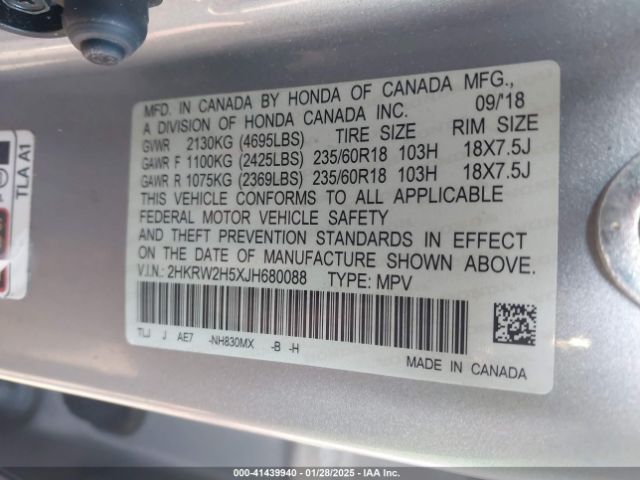 MFD. IN CANADA BY HONDA OF CANADA MFG.,
A DIVISION OF HONDA CANADA INC. 09/'18
GVWR 2130KG (4695LBS) TIRE SIZE RIM SIZE
GAWR F 1100KG (2425LBS) 235/60R18 103H 18X7.5J
GAWR R 1075KG (2369LBS) 235/60R18 103H 18X7.5J
THIS VEHICLE CONFORMS TO ALL APPLICABLE
FEDERAL MOTOR VEHICLE SAFETY
AND THEFT PREVENTION STANDARDS IN EFFECT
ON THE DATE OF MANUFACTURE SHOWN ABOVE.
V.I.N.: 2HKRW2H5XJH680088 TYPE: MPV
TLJ J AE7 -NH830MX -B -H
MADE IN CANADA
TLA A1
000-41439940 - 01/28/2025 - IAA Inc.